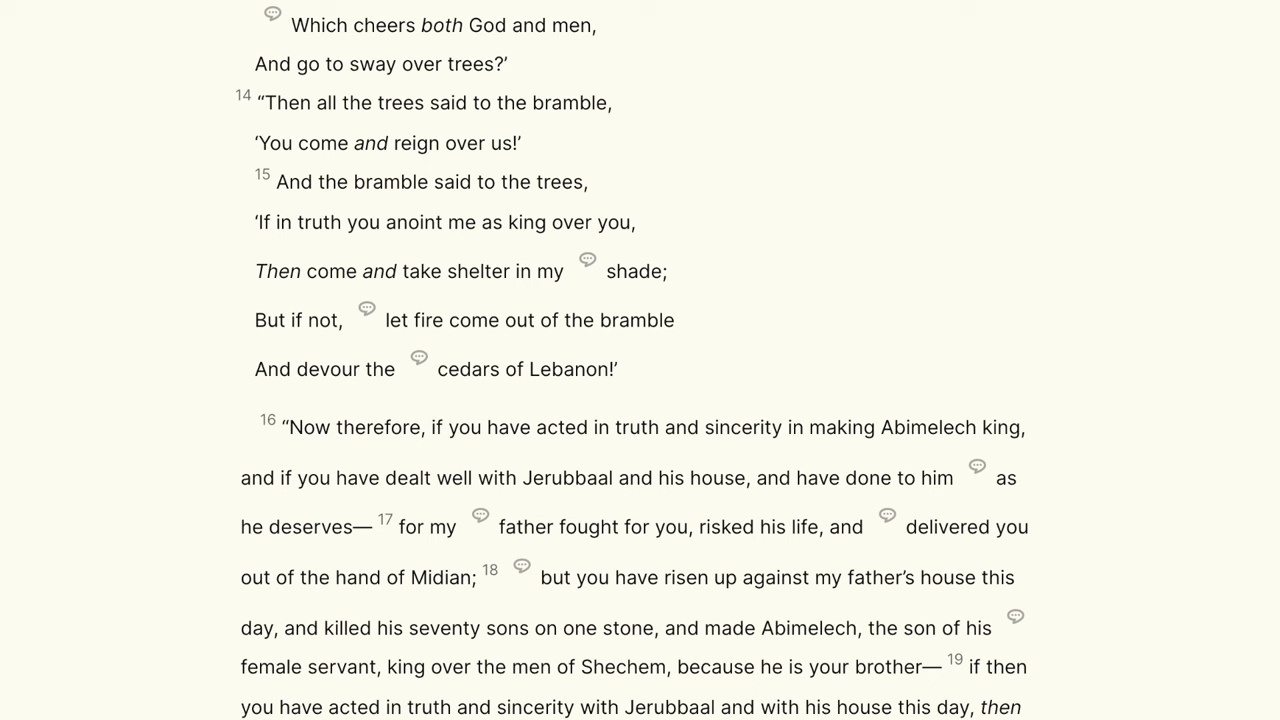 Which cheers both God and men,
And go to sway over trees?’
14 “Then all the trees said to the bramble,
‘You come and reign over us!’
15 And the bramble said to the trees,
‘If in truth you anoint me as king over you,
Then come and take shelter in my shade;
But if not, let fire come out of the bramble
And devour the cedars of Lebanon!’
16 “Now therefore, if you have acted in truth and sincerity in making Abimelech king,
and if you have dealt well with Jerubbaal and his house, and have done to him as
he deserves— 17 for my father fought for you, risked his life, and delivered you
out of the hand of Midian; 18 but you have risen up against my father’s house this
day, and killed his seventy sons on one stone, and made Abimelech, the son of his
female servant, king over the men of Shechem, because he is your brother— 19 if then
you have acted in truth and sincerity with Jerubbaal and with his house this day, then